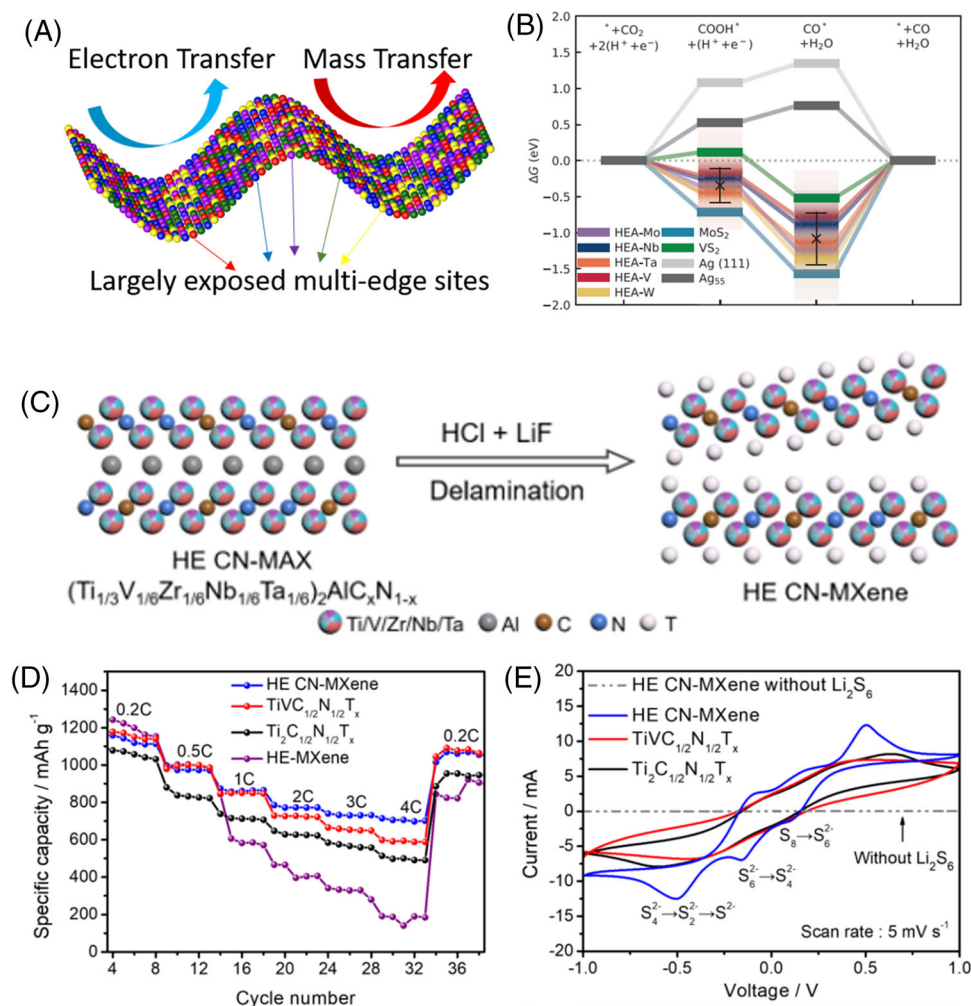 (A)
Electron Transfer Mass Transfer
Largely exposed multi-edge sites
(B)
*+CO₂ COOH* CO* *+CO
+2(H⁺+e⁻) +(H⁺+e⁻) +H₂O +H₂O
2.0
1.5
1.0
0.5
0.0
-0.5
-1.0
-1.5
-2.0
ΔG (eV)
HEA-Mo MoS₂
HEA-Nb VS₂
HEA-Ta Ag (111)
HEA-V Ag₅₅
HEA-W
(C)
HCl + LiF
Delamination
HE CN-MAX
(Ti₁/₃V₁/₆Zr₁/₆Nb₁/₆Ta₁/₆)₂AlCₓN₁₋ₓ
HE CN-MXene
Ti/V/Zr/Nb/Ta Al C N T
(D)
Specific capacity / mAh g⁻¹
1400
1200
1000
800
600
400
200
0
HE CN-MXene
TiVC₁/₂N₁/₂Tₓ
Ti₂C₁/₂N₁/₂Tₓ
HE-MXene
0.2C
0.5C
1C
2C
3C
4C
0.2C
4 8 12 16 20 24 28 32 36
Cycle number
(E)
Current / mA
20
15
10
5
0
-5
-10
-15
-20
HE CN-MXene without Li₂S₆
HE CN-MXene
TiVC₁/₂N₁/₂Tₓ
Ti₂C₁/₂N₁/₂Tₓ
S₈→S₆²⁻
S₆²⁻→S₄²⁻
S₄²⁻→S₂²⁻→S²⁻
Without Li₂S₆
Scan rate : 5 mV s⁻¹
-1.0 -0.5 0.0 0.5 1.0
Voltage / V